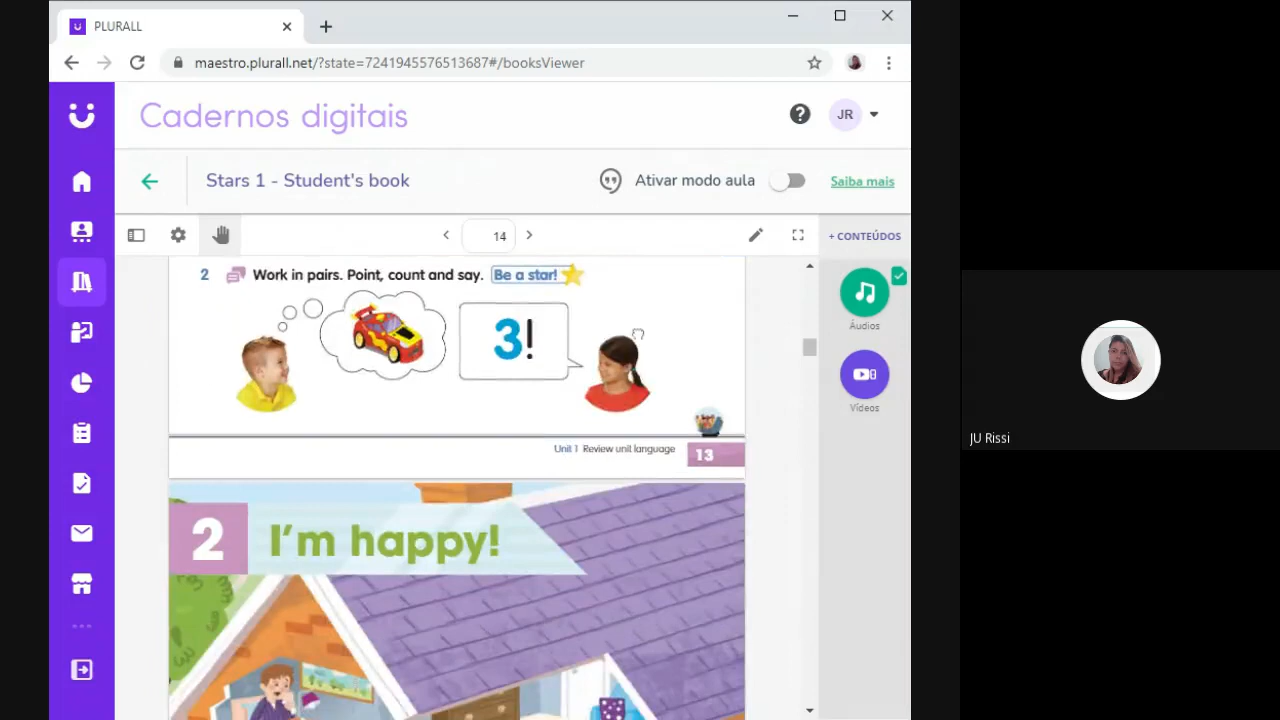 PLURALL
maestro.plurall.net/?state=7241945576513687#/booksViewer
Cadernos digitais
JR
Stars 1 - Student's book
Ativar modo aula
Saiba mais
14
+ CONTEÚDOS
2 Work in pairs. Point, count and say. Be a star!
3!
Áudios
Vídeos
JU Rissi
Unit 1 Review unit language
13
2 I'm happy!